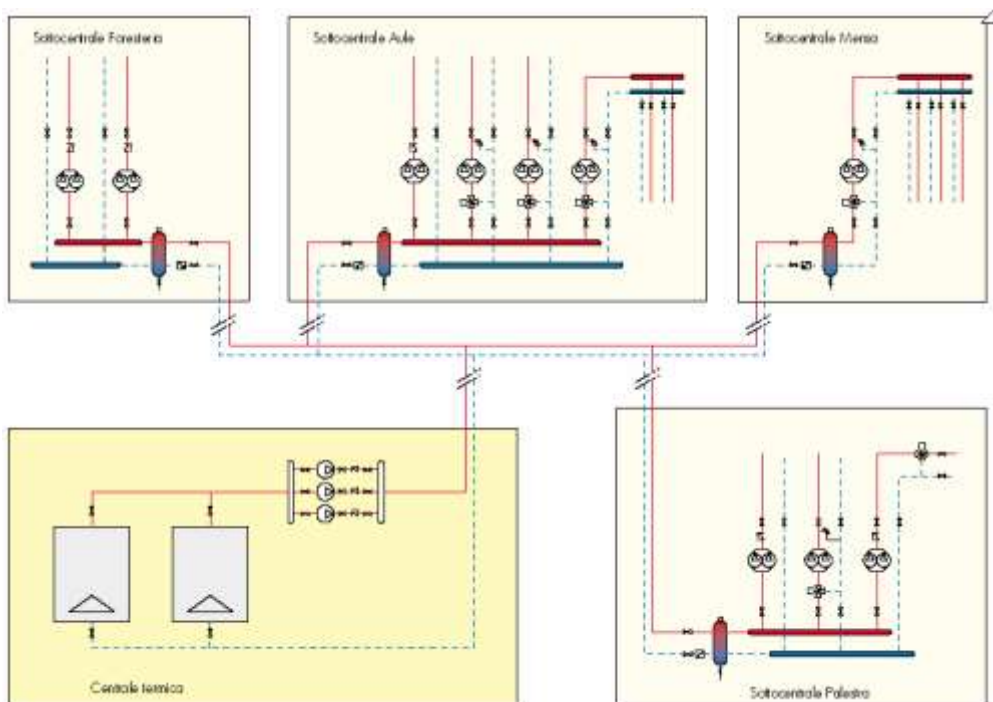 Sottocentrale Foresteria
Sottocentrale Aule
Sottocentrale Mensa
Centrale termica
Sottocentrale Palestra